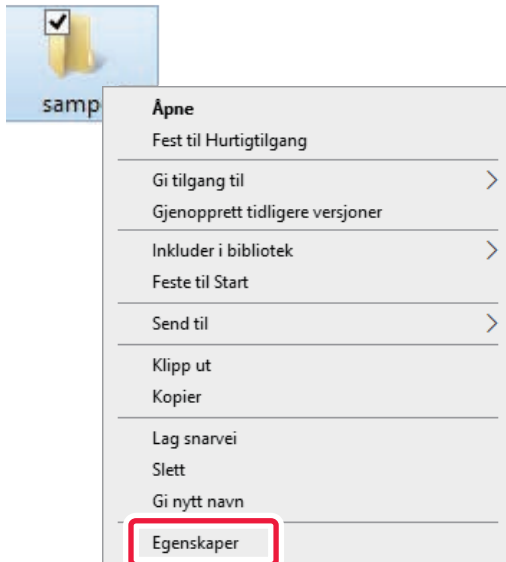 samp
Åpne
Fest til Hurtigtilgang
Gi tilgang til
Gjenopprett tidligere versjoner
Inkluder i bibliotek
Feste til Start
Send til
Klipp ut
Kopier
Lag snarvei
Slett
Gi nytt navn
Egenskaper